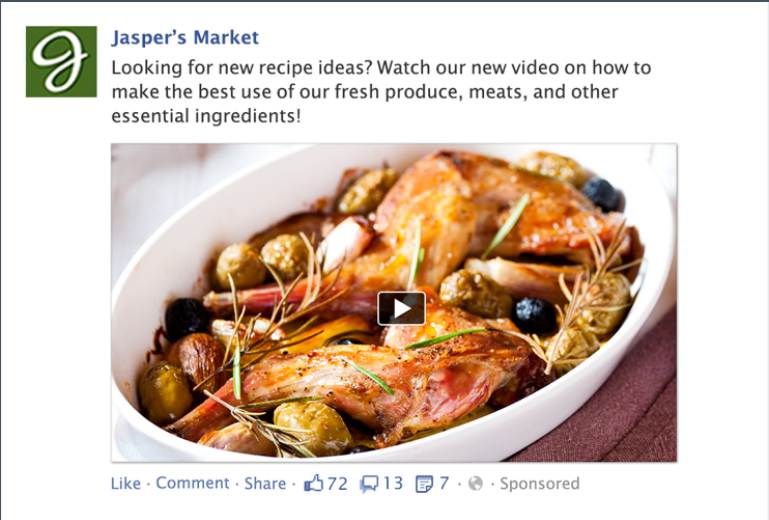 Jasper's Market
Looking for new recipe ideas? Watch our new video on how to
make the best use of our fresh produce, meats, and other
essential ingredients!
Like · Comment · Share · 72 13 7 · · Sponsored